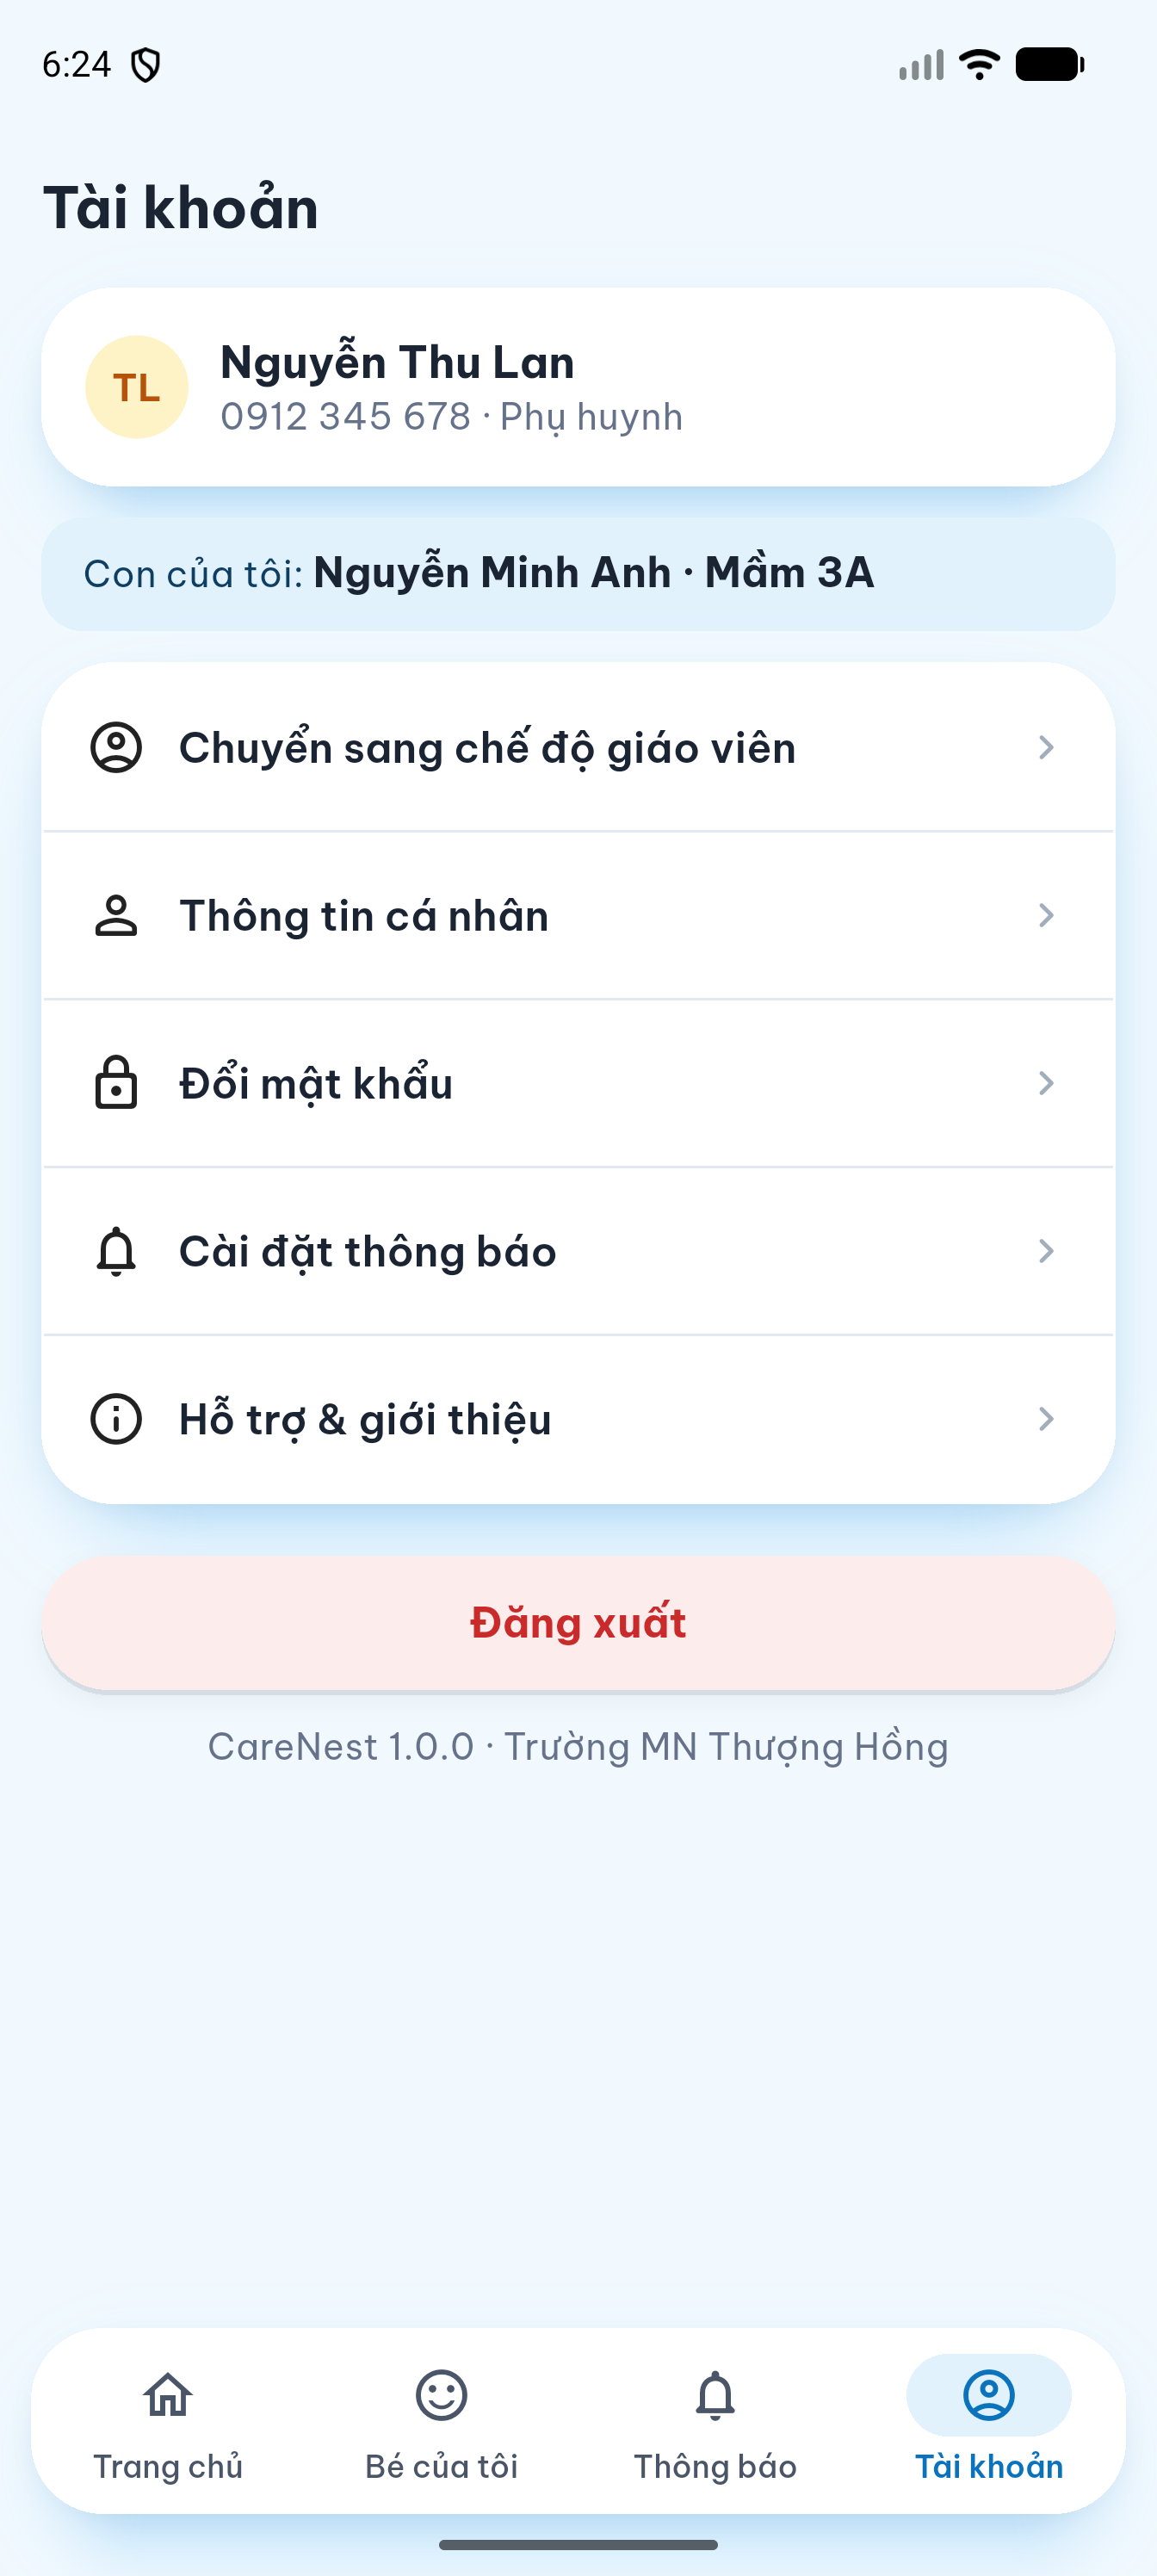 6:24
Tài khoản
TL
Nguyễn Thu Lan
0912 345 678 · Phụ huynh
Con của tôi: Nguyễn Minh Anh · Mầm 3A
Chuyển sang chế độ giáo viên
Thông tin cá nhân
Đổi mật khẩu
Cài đặt thông báo
Hỗ trợ & giới thiệu
Đăng xuất
CareNest 1.0.0 · Trường MN Thượng Hồng
Trang chủ
Bé của tôi
Thông báo
Tài khoản